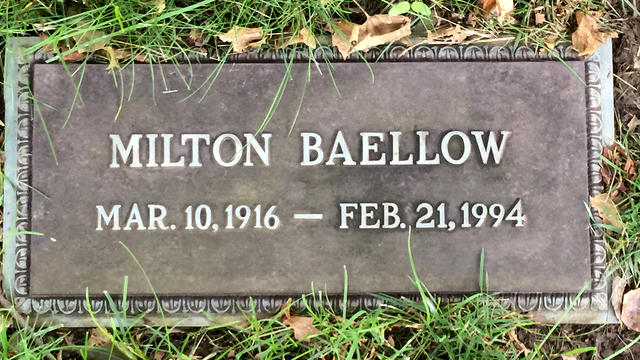 MILTON BAELLOW
MAR. 10, 1916 — FEB. 21, 1994